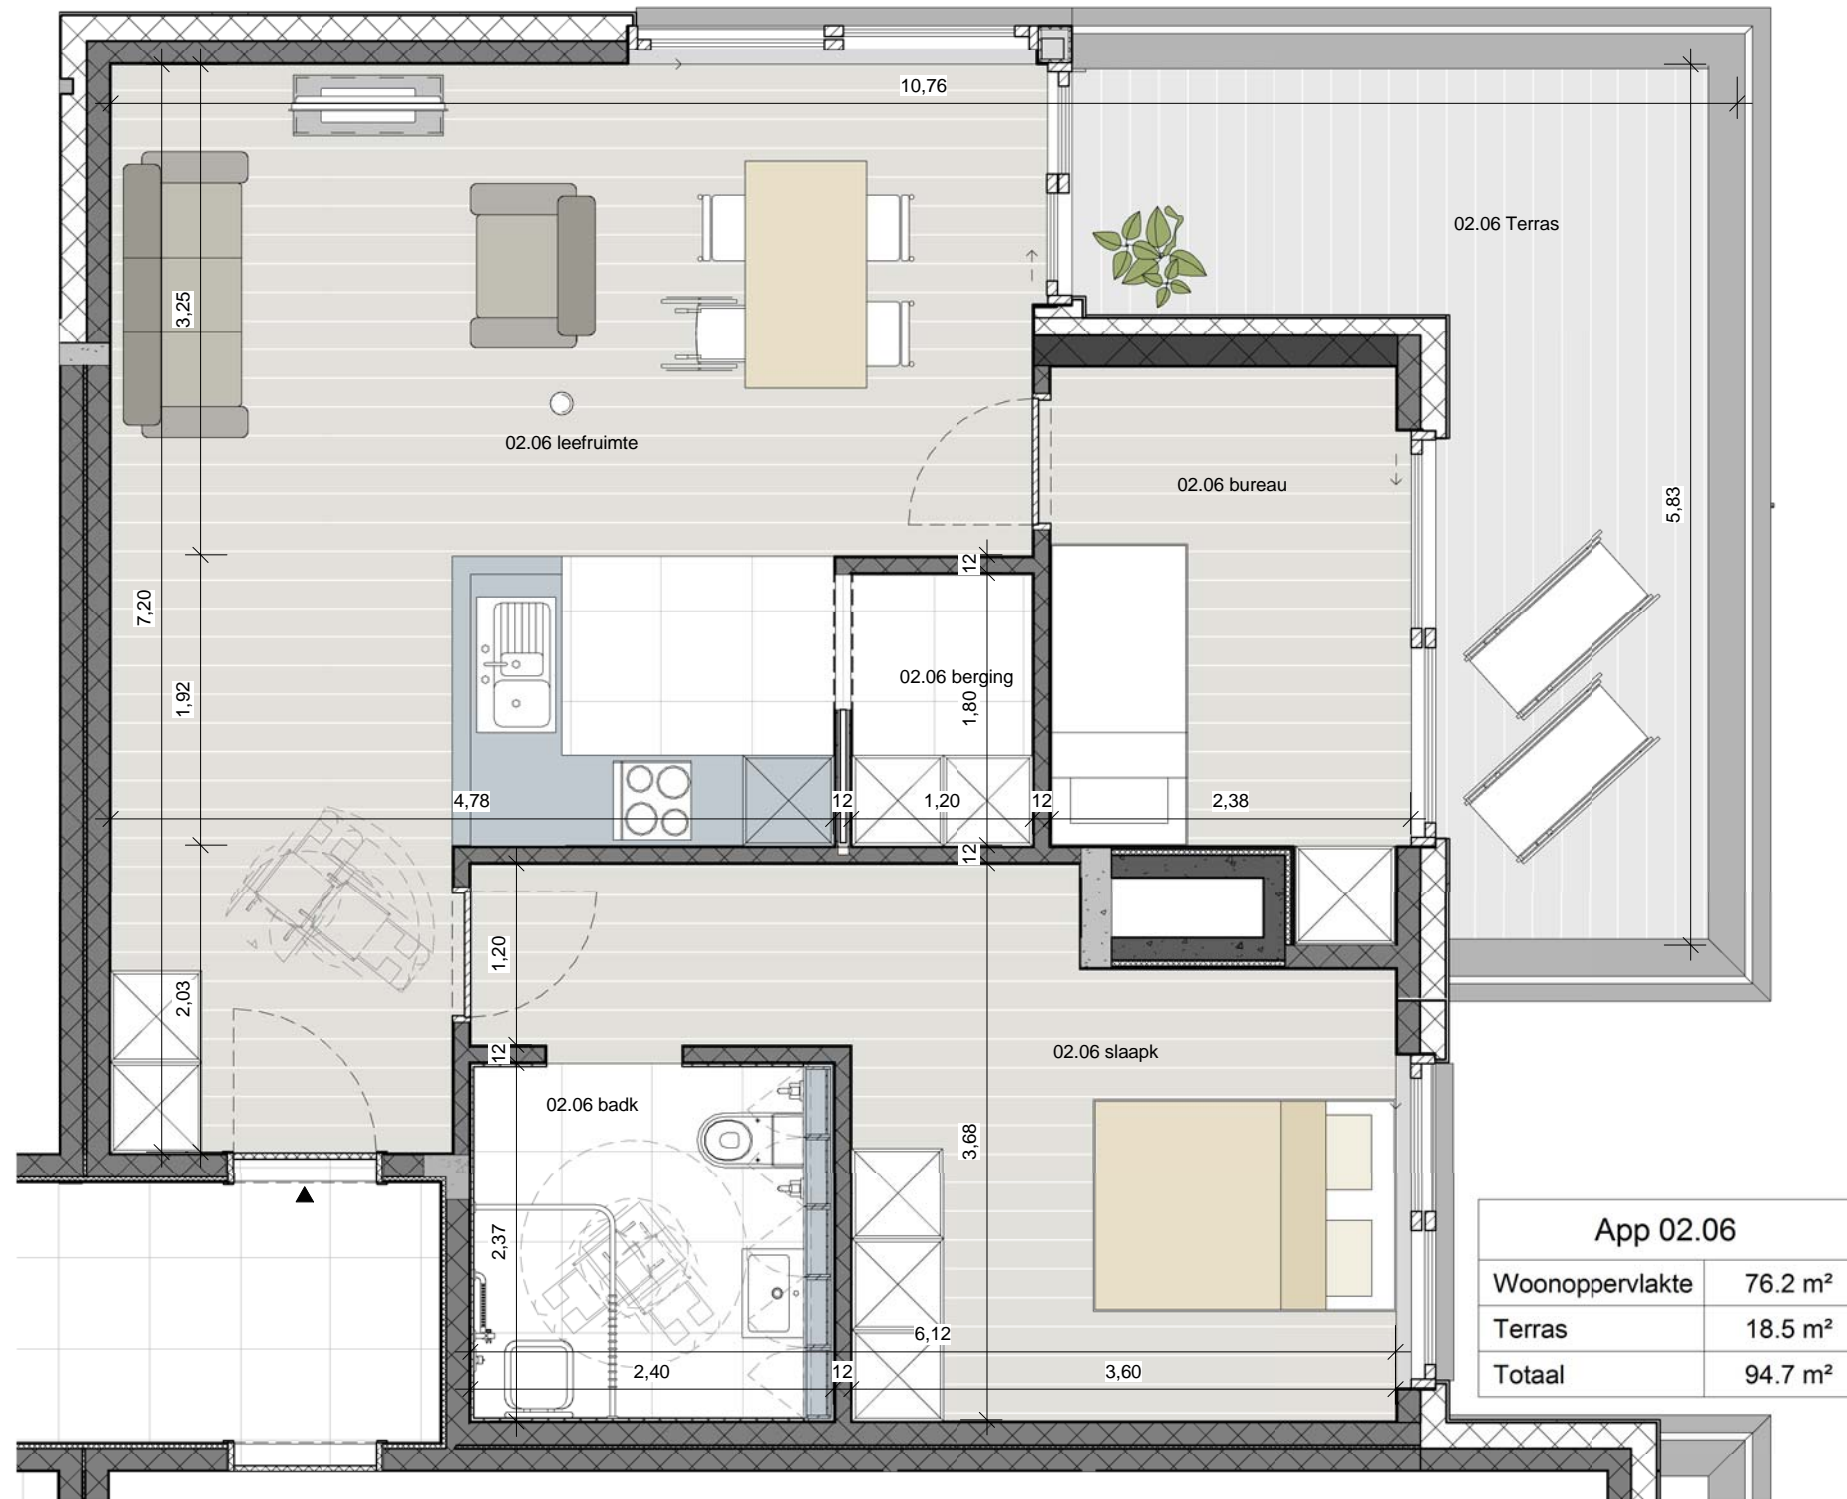 10,76
02.06 Terras
3,25
02.06 leefruimte
02.06 bureau
5,83
12
7,20
02.06 berging
1,92
1,80
4,78
12
1,20
12
2,38
12
1,20
2,03
12
02.06 slaapk
02.06 badk
3,68
2,37
App 02.06
Woonoppervlakte 76.2 m²
Terras 18.5 m²
Totaal 94.7 m²
6,12
2,40
12
3,60